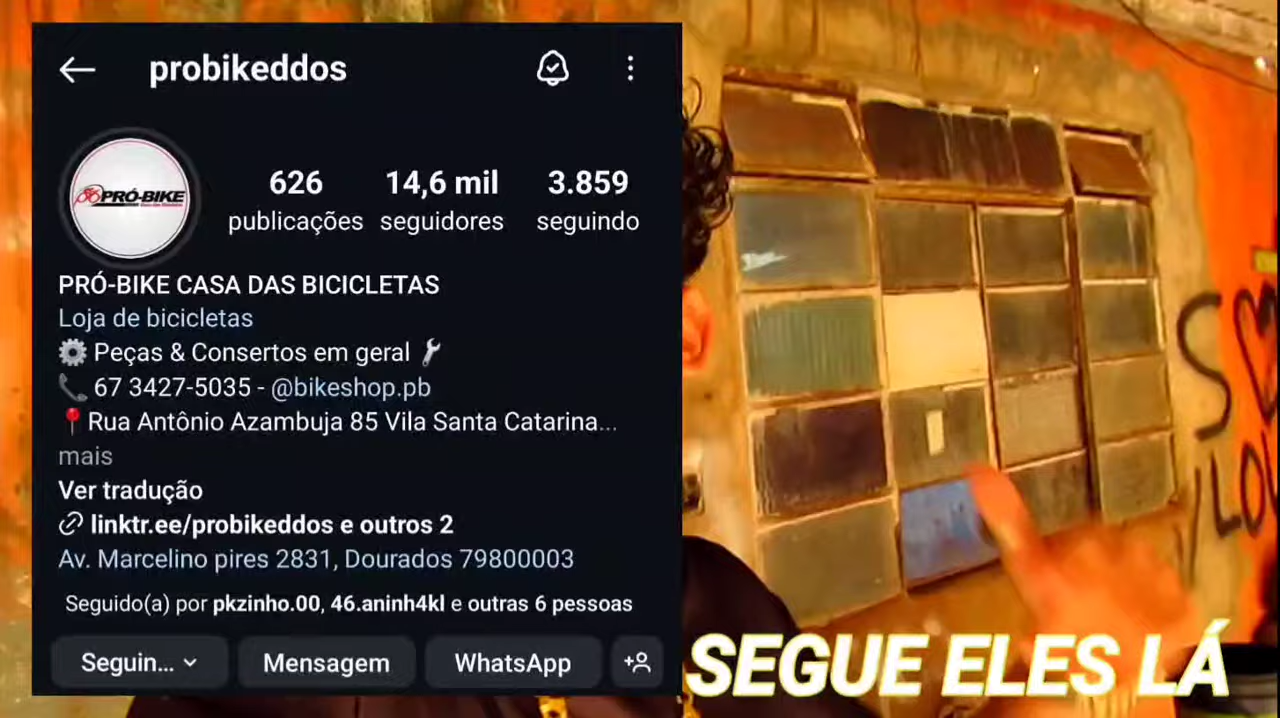 probikeddos
PRÓ-BIKE
626
14,6 mil
3.859
publicações
seguidores
seguindo
PRÓ-BIKE CASA DAS BICICLETAS
Loja de bicicletas
⚙️ Peças & Consertos em geral 🔧
📞 67 3427-5035 - @bikeshop.pb
📍Rua Antônio Azambuja 85 Vila Santa Catarina...
mais
Ver tradução
linktr.ee/probikeddos e outros 2
Av. Marcelino pires 2831, Dourados 79800003
Seguido(a) por pkzinho.00, 46.aninh4kl e outras 6 pessoas
Seguin...
Mensagem
WhatsApp
SEGUE ELES LÁ